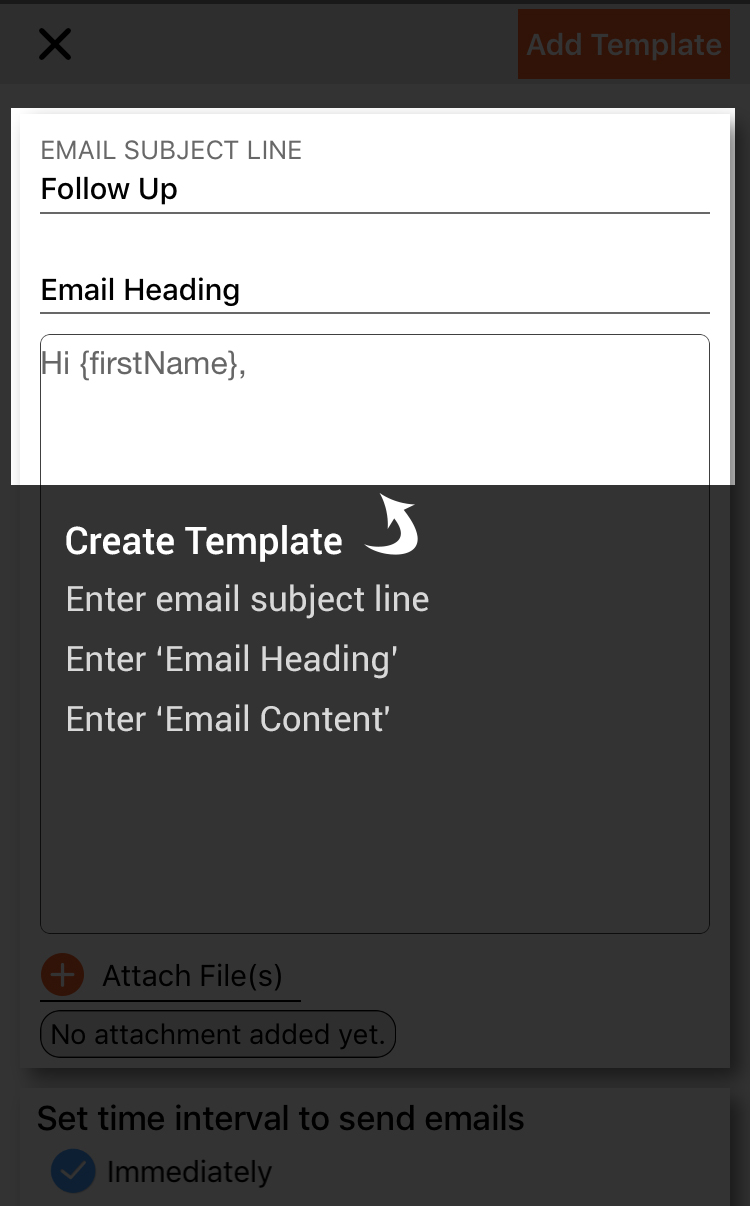 Add Template
EMAIL SUBJECT LINE
Follow Up
Email Heading
Hi {firstName},
Create Template
Enter email subject line
Enter ‘Email Heading'
Enter ‘Email Content'
Attach File(s)
No attachment added yet.
Set time interval to send emails
Immediately